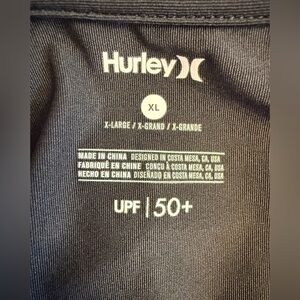 Hurley
XL
X-LARGE / X-GRAND / X-GRANDE
MADE IN CHINA DESIGNED IN COSTA MESA, CA, USA
FABRIQUÉ EN CHINE CONÇU À COSTA MESA, CA, USA
HECHO EN CHINA DISEÑADO EN COSTA MESA, CA, USA
UPF | 50+